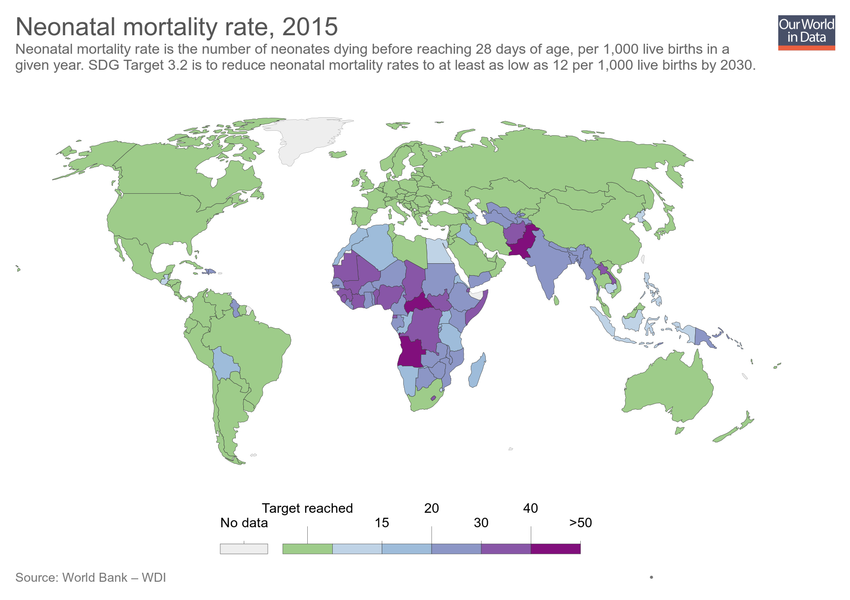 Neonatal mortality rate, 2015
Our World
in Data
Neonatal mortality rate is the number of neonates dying before reaching 28 days of age, per 1,000 live births in a
given year. SDG Target 3.2 is to reduce neonatal mortality rates to at least as low as 12 per 1,000 live births by 2030.
Target reached 20 40
No data 15 30 >50
Source: World Bank – WDI